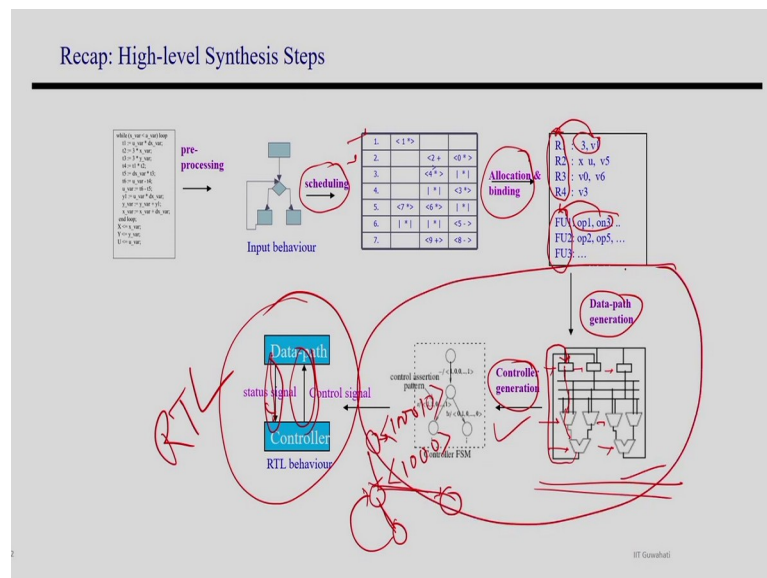 Recap: High-level Synthesis Steps
while (x_var < a_var) loop
t1 := u_var * dx_var;
t2 := 3 * x_var;
t3 := 3 * y_var;
t4 := t1 * t2;
t5 := dx_var * t3;
t6 := u_var - t4;
u_var := t6 - t5;
y1 := u_var * dx_var;
y_var := y_var + y1;
x_var := x_var + dx_var;
end loop;
X <= x_var;
Y <= y_var;
U <= u_var;
pre-
processing
Input behaviour
scheduling
1. < 1 *>
2. <2 + <0 * >
3. <4 * > | * |
4. | * | <3 * >
5. <7 *> <6 *> | * |
6. | * | | * | <5 - >
7. <9 +> <8 - >
Allocation &
binding
R1 : 3, v1
R2 : x u, v5
R3 : v0, v6
R4 : v3
FU1: op1, on3, ..
FU2: op2, op5, …
FU3: …
Data-path
generation
Controller
generation
control assertion
pattern
Controller FSM
<10010>
<1000>
Data-path
status signal
Control signal
Controller
RTL behaviour
RTL
2
IIT Guwahati